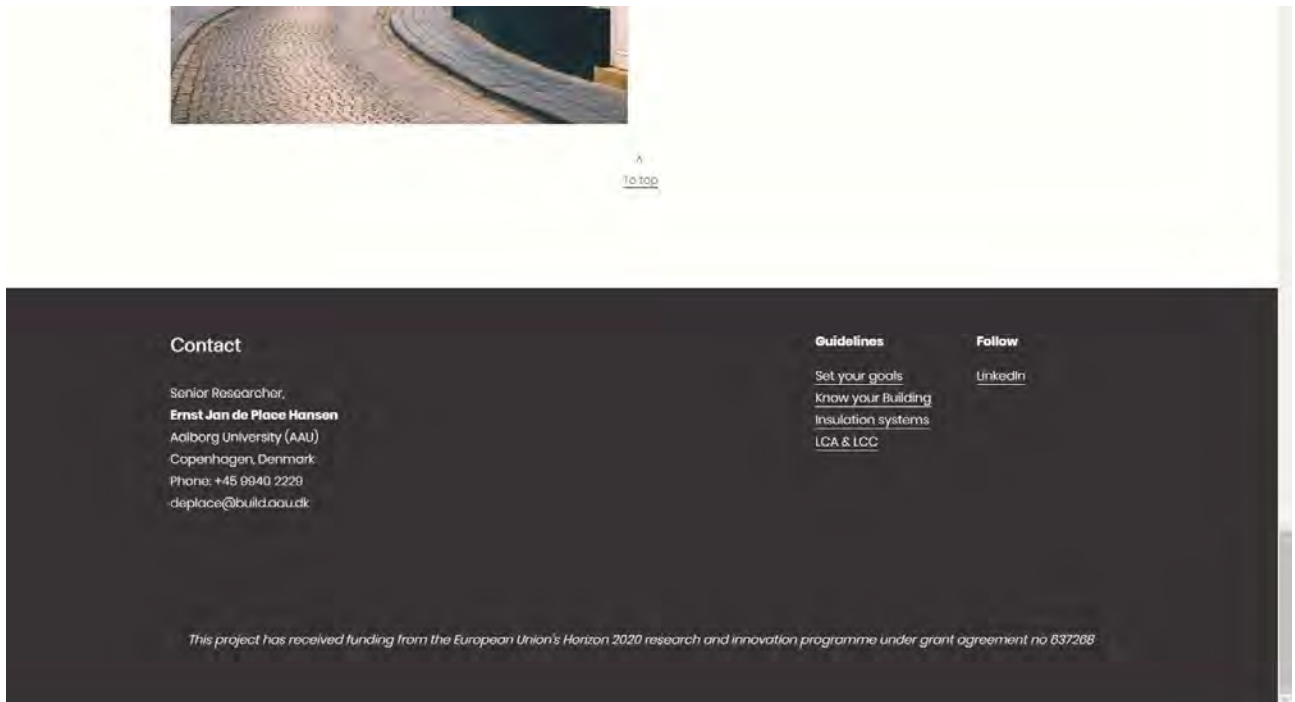 ^
To top
Contact
Senior Researcher,
Ernst Jan de Place Hansen
Aalborg University (AAU)
Copenhagen, Denmark
Phone: +45 9940 2229
deplace@build.aau.dk
Guidelines
Set your goals
Know your Building
Insulation systems
LCA & LCC
Follow
LinkedIn
This project has received funding from the European Union's Horizon 2020 research and innovation programme under grant agreement no 637268